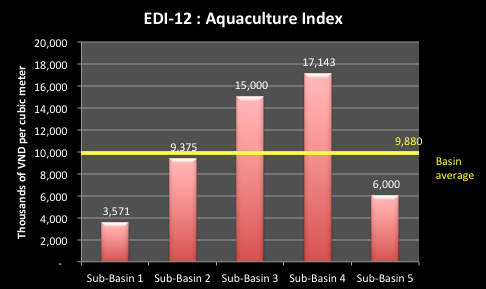 EDI-12 : Aquaculture Index
Thousands of VND per cubic meter
20,000
18,000
16,000
14,000
12,000
10,000
8,000
6,000
4,000
2,000
-
3,571
9,375
15,000
17,143
6,000
9,880
Basin
average
Sub-Basin 1
Sub-Basin 2
Sub-Basin 3
Sub-Basin 4
Sub-Basin 5